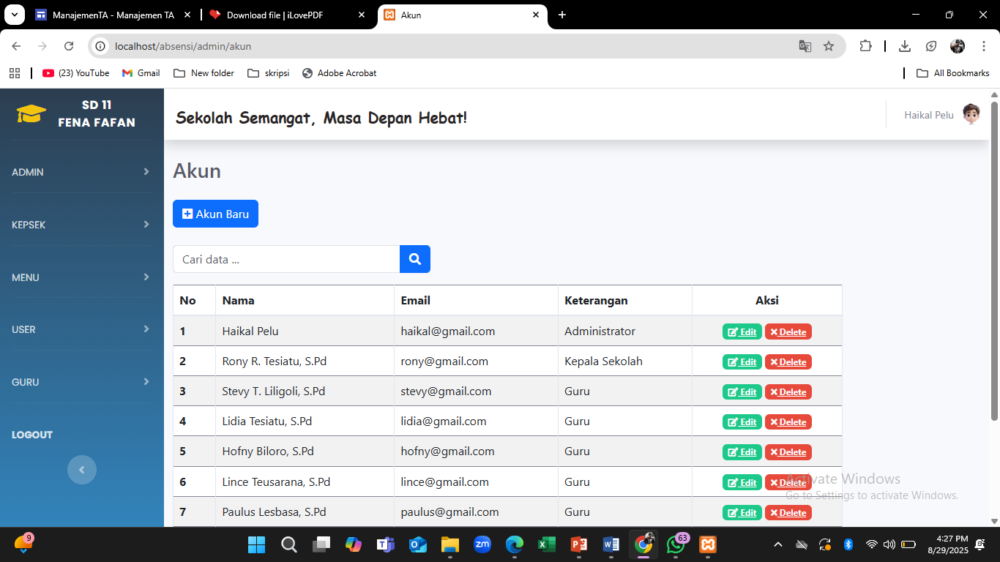 ManajemenTA - Manajemen TA
Download file | iLovePDF
Akun
localhost/absensi/admin/akun
(23) YouTube
Gmail
New folder
skripsi
Adobe Acrobat
All Bookmarks
SD 11
FENA FAFAN
Sekolah Semangat, Masa Depan Hebat!
Haikal Pelu
ADMIN
KEPSEK
MENU
USER
GURU
LOGOUT
Akun
Akun Baru
Cari data ...
No Nama Email Keterangan Aksi
1 Haikal Pelu haikal@gmail.com Administrator Edit Delete
2 Rony R. Tesiatu, S.Pd rony@gmail.com Kepala Sekolah Edit Delete
3 Stevy T. Liligoli, S.Pd stevy@gmail.com Guru Edit Delete
4 Lidia Tesiatu, S.Pd lidia@gmail.com Guru Edit Delete
5 Hofny Biloro, S.Pd hofny@gmail.com Guru Edit Delete
6 Lince Teusarana, S.Pd lince@gmail.com Guru Edit Delete
7 Paulus Lesbasa, S.Pd paulus@gmail.com Guru Edit Delete
Activate Windows
Go to Settings to activate Windows.
9
zm
63
4:27 PM
8/29/2025